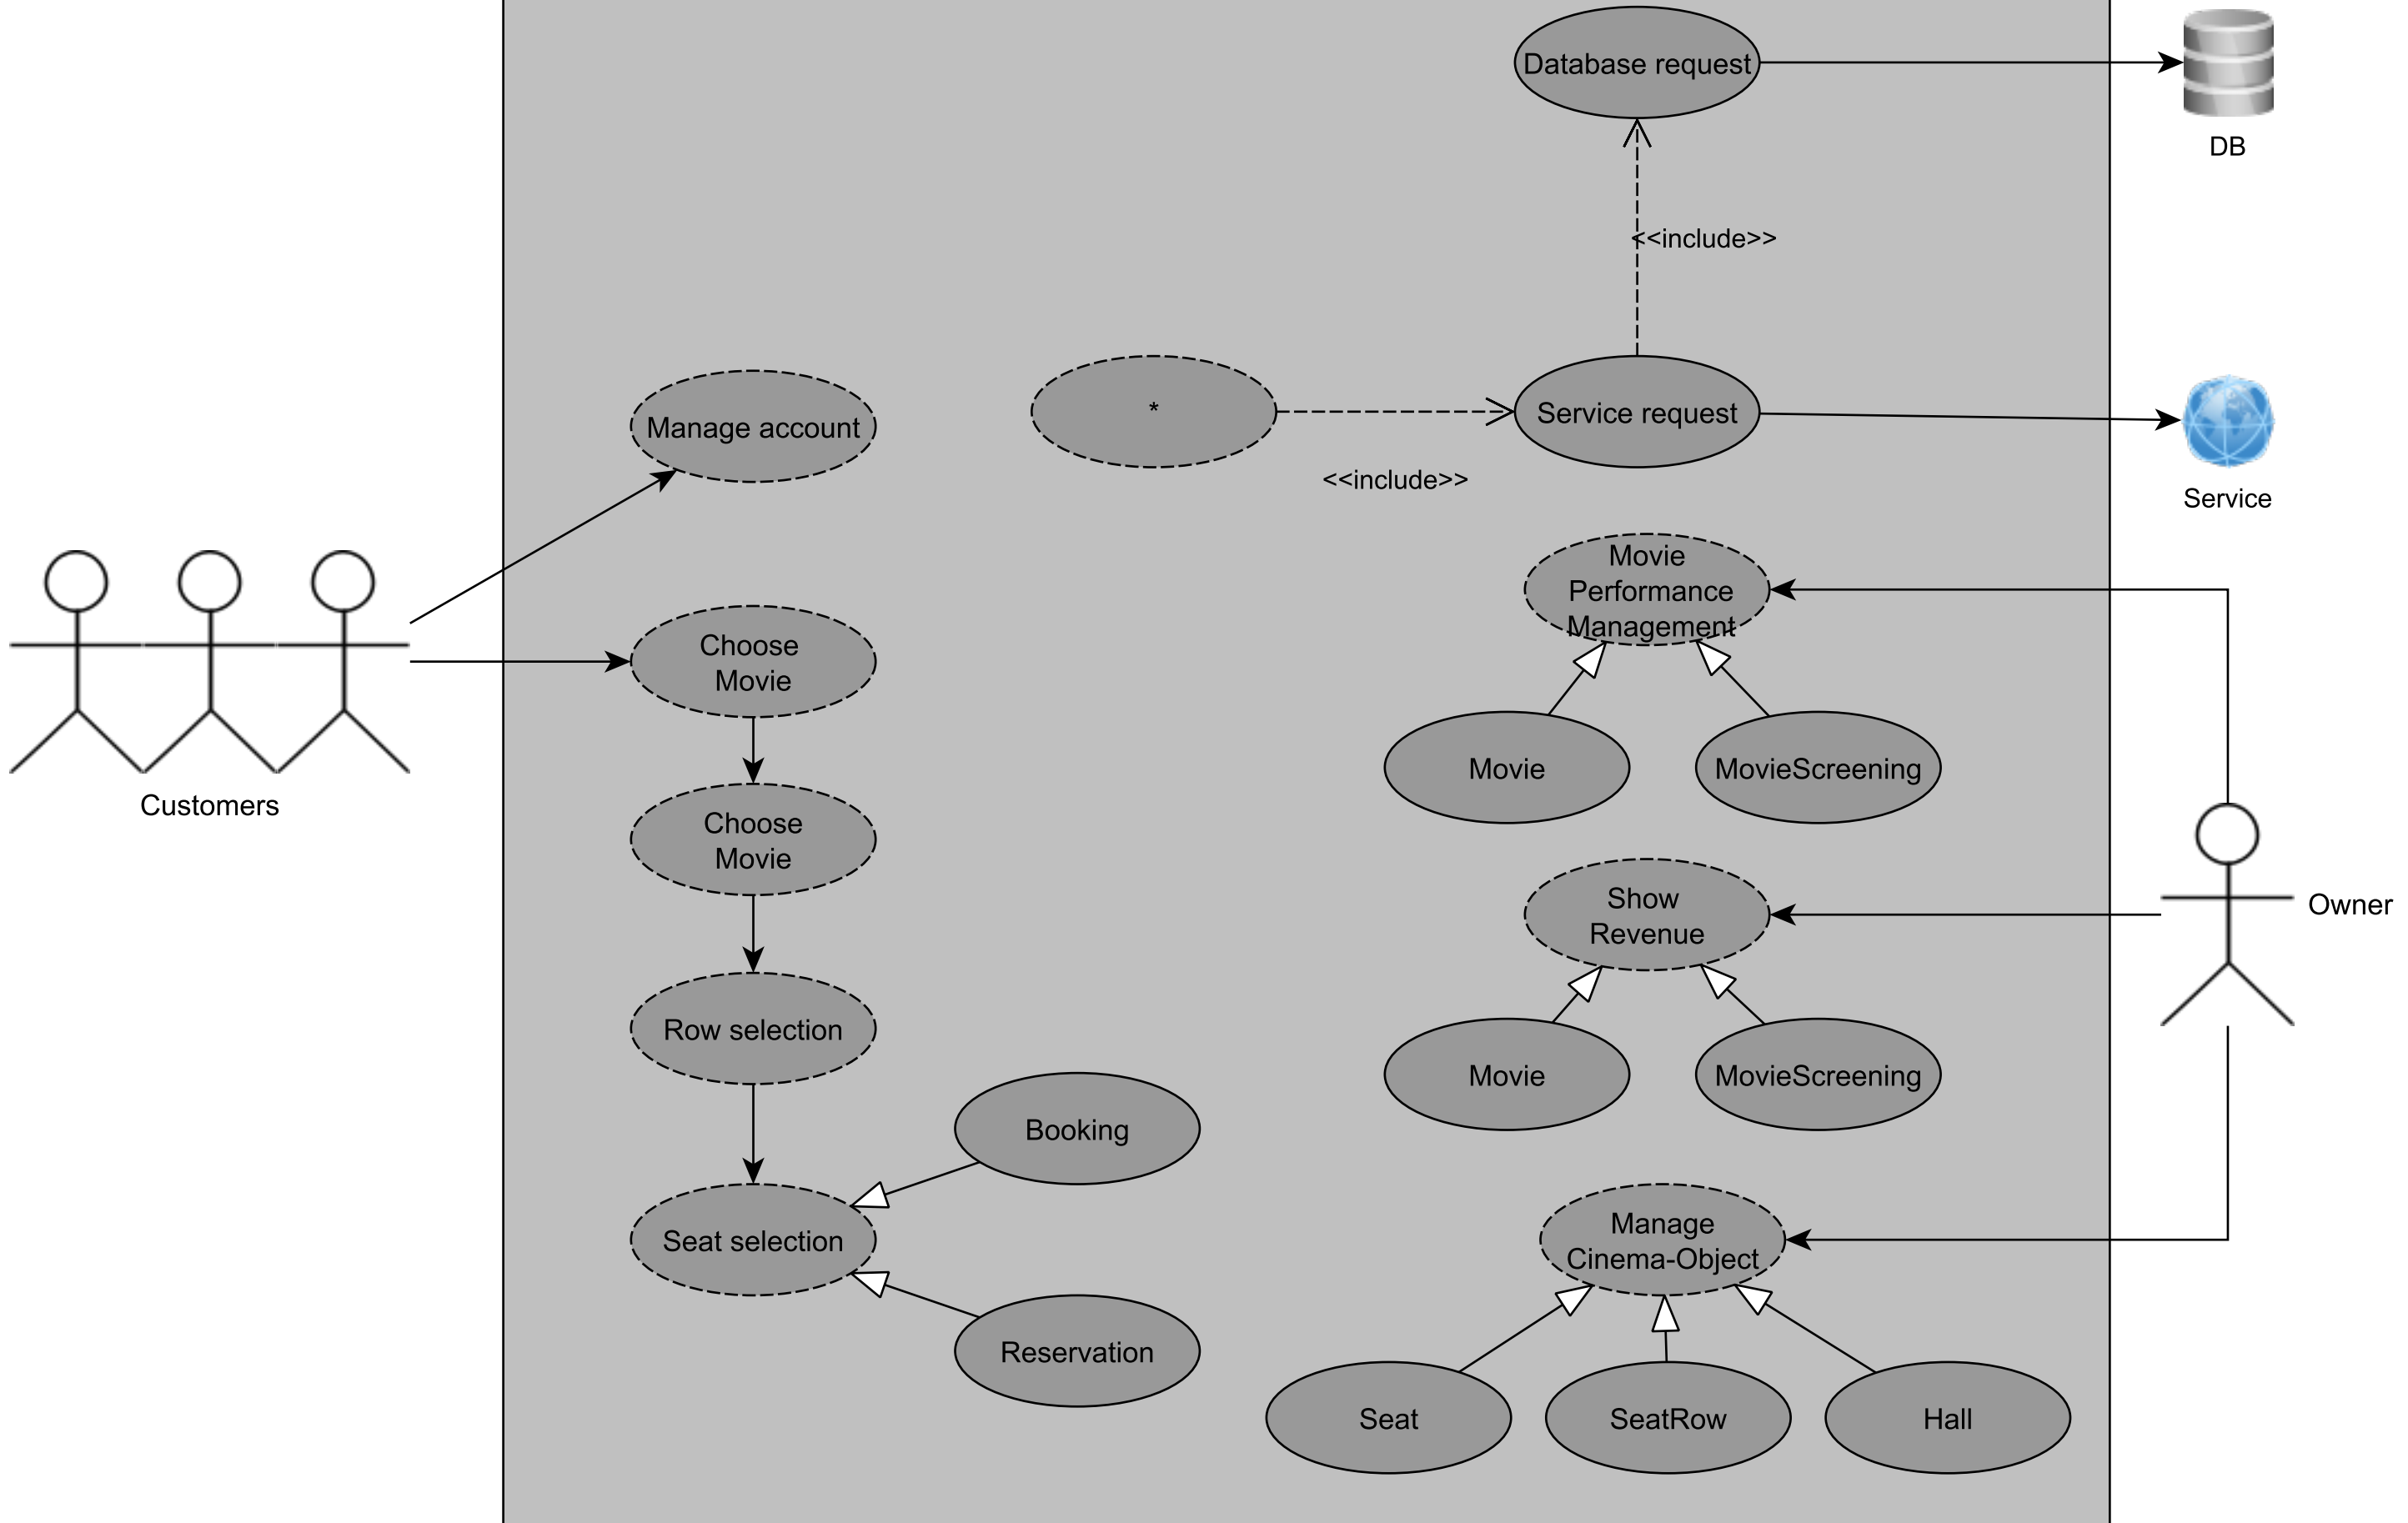 Database request
DB
<<include>>
Manage account
*
Service request
<<include>>
Service
Movie
Performance
Management
Choose
Movie
Movie
MovieScreening
Customers
Choose
Movie
Show
Revenue
Owner
Row selection
Movie
MovieScreening
Booking
Seat selection
Manage
Cinema-Object
Reservation
Seat
SeatRow
Hall